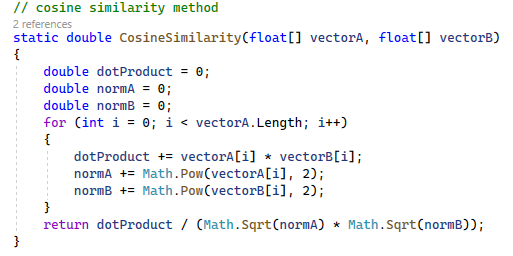 // cosine similarity method
2 references
static double CosineSimilarity(float[] vectorA, float[] vectorB)
{
    double dotProduct = 0;
    double normA = 0;
    double normB = 0;
    for (int i = 0; i < vectorA.Length; i++)
    {
        dotProduct += vectorA[i] * vectorB[i];
        normA += Math.Pow(vectorA[i], 2);
        normB += Math.Pow(vectorB[i], 2);
    }
    return dotProduct / (Math.Sqrt(normA) * Math.Sqrt(normB));
}